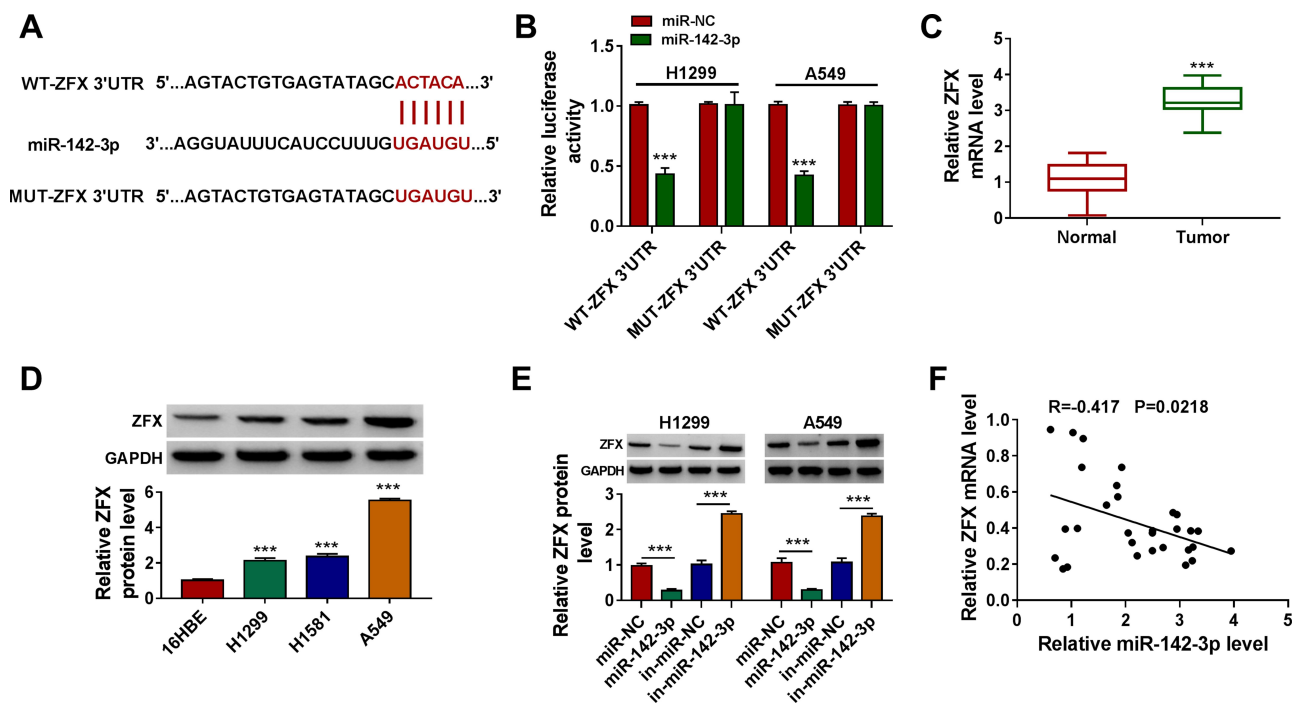 A
WT-ZFX 3'UTR 5'...AGTACTGTGAGTATAGCACTACA...3'
miR-142-3p 3'...AGGUAUUUCAUCCUUUGUGAUGU...5'
MUT-ZFX 3'UTR 5'...AGTACTGTGAGTATAGCUGAUGU...3'
B
miR-NC
miR-142-3p
Relative luciferase
activity
1.5
1.0
0.5
0.0
H1299
A549
***
***
WT-ZFX 3'UTR
MUT-ZFX 3'UTR
WT-ZFX 3'UTR
MUT-ZFX 3'UTR
C
Relative ZFX
mRNA level
5
4
3
2
1
0
***
Normal
Tumor
D
ZFX
GAPDH
Relative ZFX
protein level
6
4
2
0
***
***
***
16HBE
H1299
H1581
A549
E
H1299
A549
ZFX
GAPDH
ZFX
GAPDH
Relative ZFX protein
level
3
2
1
0
***
***
***
***
miR-NC
miR-142-3p
in-miR-NC
in-miR-142-3p
miR-NC
miR-142-3p
in-miR-NC
in-miR-142-3p
F
R=-0.417 P=0.0218
Relative ZFX mRNA level
1.0
0.8
0.6
0.4
0.2
0.0
0 1 2 3 4 5
Relative miR-142-3p level